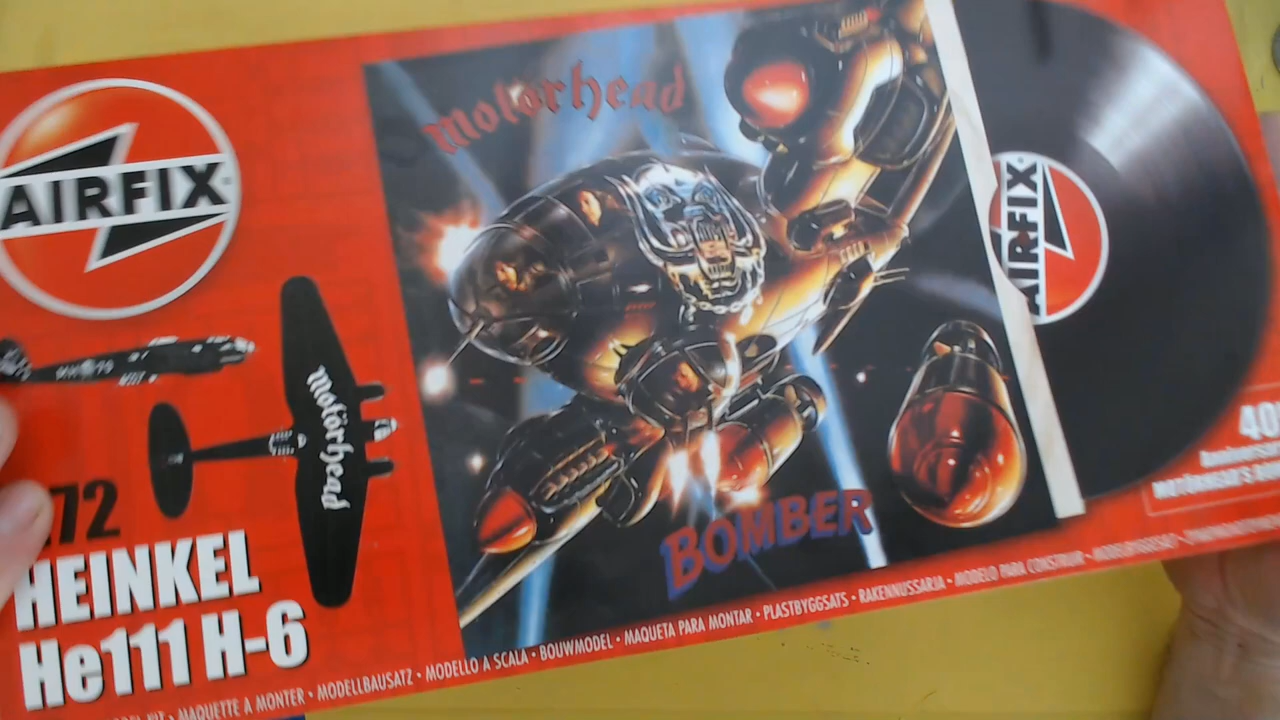 AIRFIX
Motörhead
AIRFIX
Motörhead
BOMBER
72
HEINKEL
He111 H-6
40
MAQUETTE A MONTER • MODELLBAUSATZ • MODELLO A SCALA • BOUWMODEL • MAQUETA PARA MONTAR • PLASTBYGGSATS • RAKENNUSSARJA • MODELO PARA CONSTRUIR •